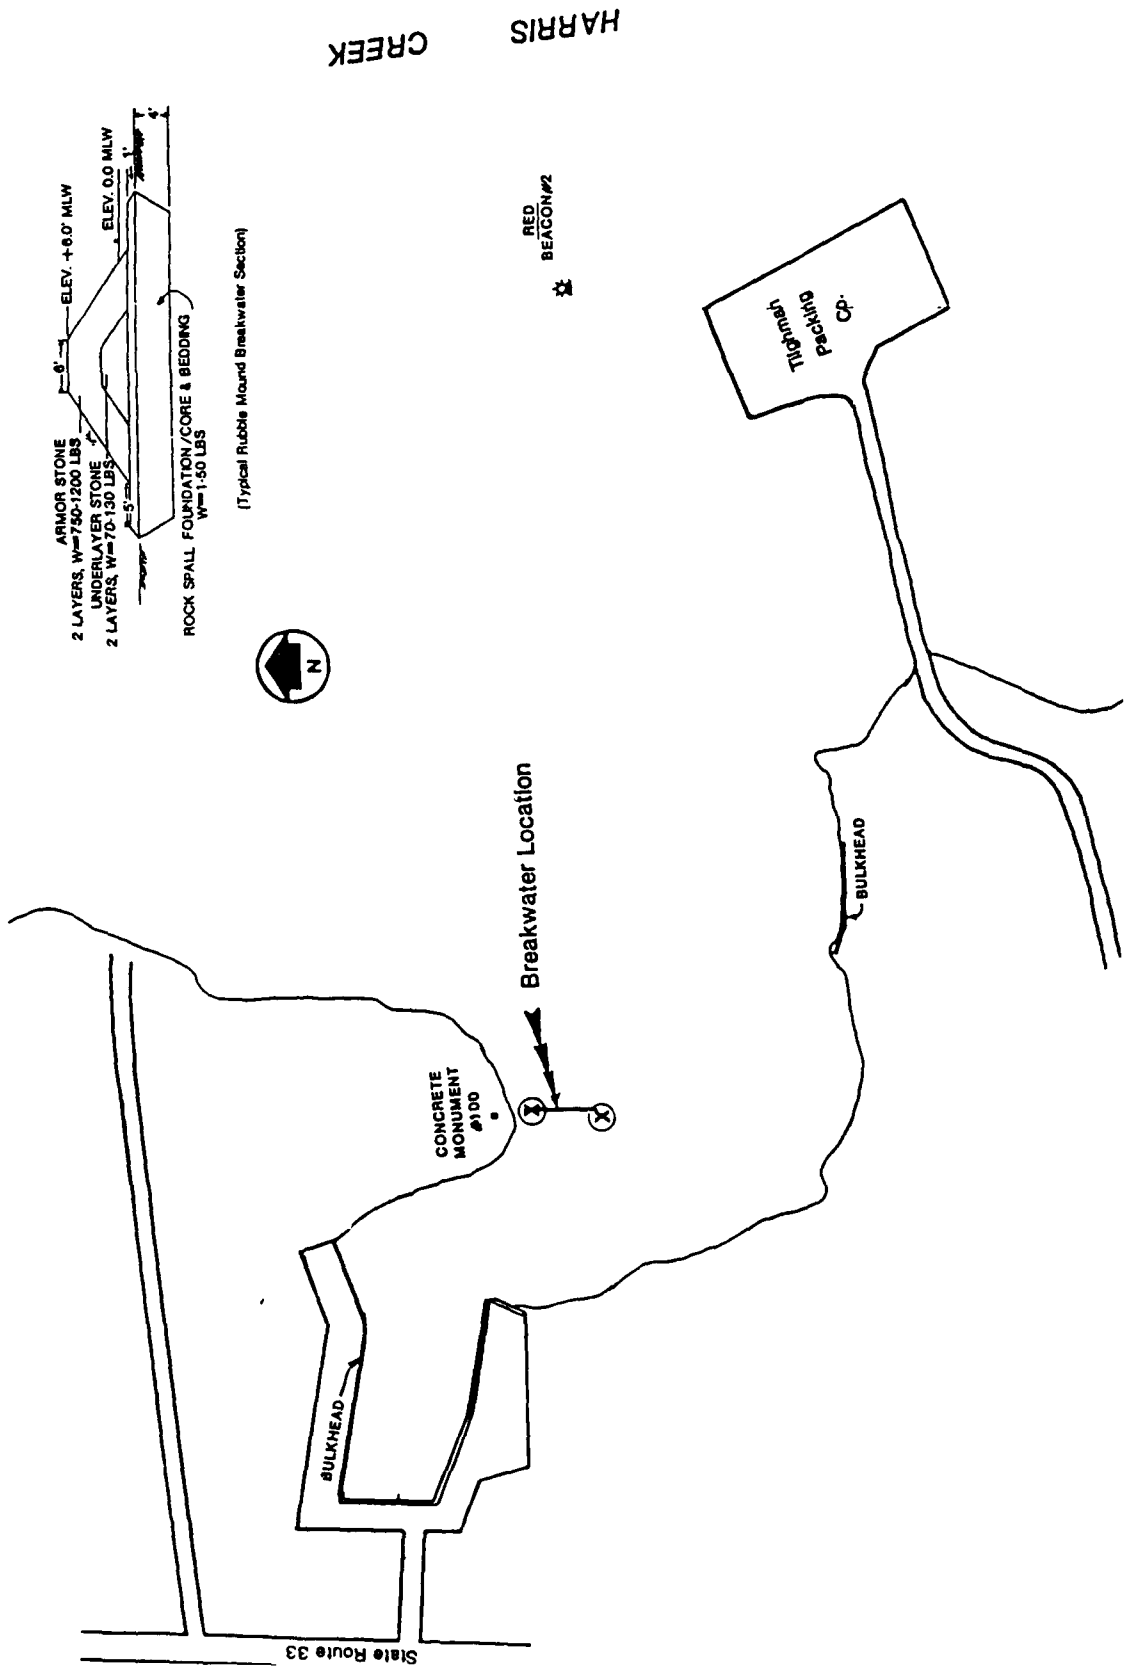 HARRIS CREEK
ARMOR STONE
2 LAYERS, W=750-1200 LBS
UNDERLAYER STONE
2 LAYERS, W=70-130 LBS
6'
ELEV. +6.0' MLW
ELEV. 0.0 MLW
1'
4'
5'
ROCK SPALL FOUNDATION/CORE & BEDDING
W=1-50 LBS
(Typical Rubble Mound Breakwater Section)
N
RED
BEACON #2
Tilghman
Packing
Cp.
Breakwater Location
CONCRETE
MONUMENT
#100
X
X
BULKHEAD
BULKHEAD
State Route 33